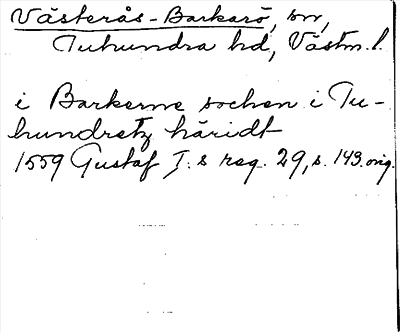 Västerås-Barkarö, sn,
Tuhundra hd, Västm. l.
i Barkerne sochen i Tu-
hundretz häridt
1559 Gustaf I:s reg. 29, s. 143. orig.